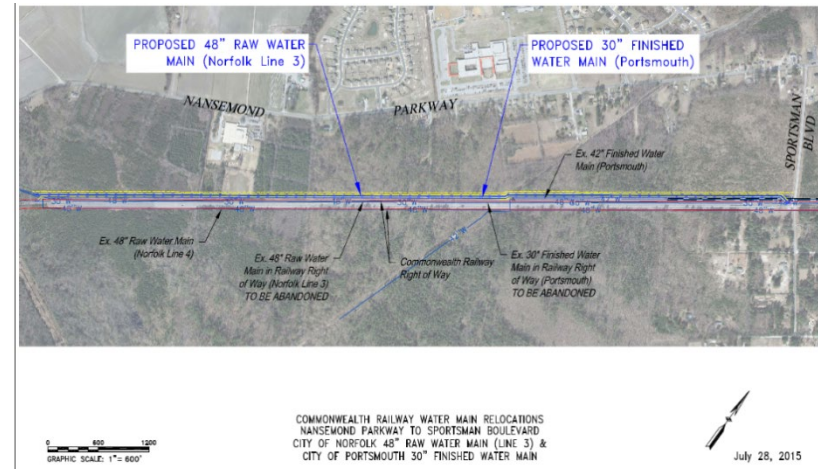 PROPOSED 48" RAW WATER
MAIN (Norfolk Line 3)
PROPOSED 30" FINISHED
WATER MAIN (Portsmouth)
NANSEMOND
PARKWAY
SPORTSMAN
BLVD
Ex. 42" Finished Water
Main (Portsmouth)
Ex. 48" Raw Water Main
(Norfolk Line 4)
Ex. 48" Raw Water
Main in Railway Right
of Way (Norfolk Line 3)
TO BE ABANDONED
Commonwealth Railway
Right of Way
Ex. 30" Finished Water
Main in Railway Right
of Way (Portsmouth)
TO BE ABANDONED
COMMONWEALTH RAILWAY WATER MAIN RELOCATIONS
NANSEMOND PARKWAY TO SPORTSMAN BOULEVARD
CITY OF NORFOLK 48" RAW WATER MAIN (LINE 3) &
CITY OF PORTSMOUTH 30" FINISHED WATER MAIN
0 600 1200
GRAPHIC SCALE: 1"= 600'
July 28, 2015